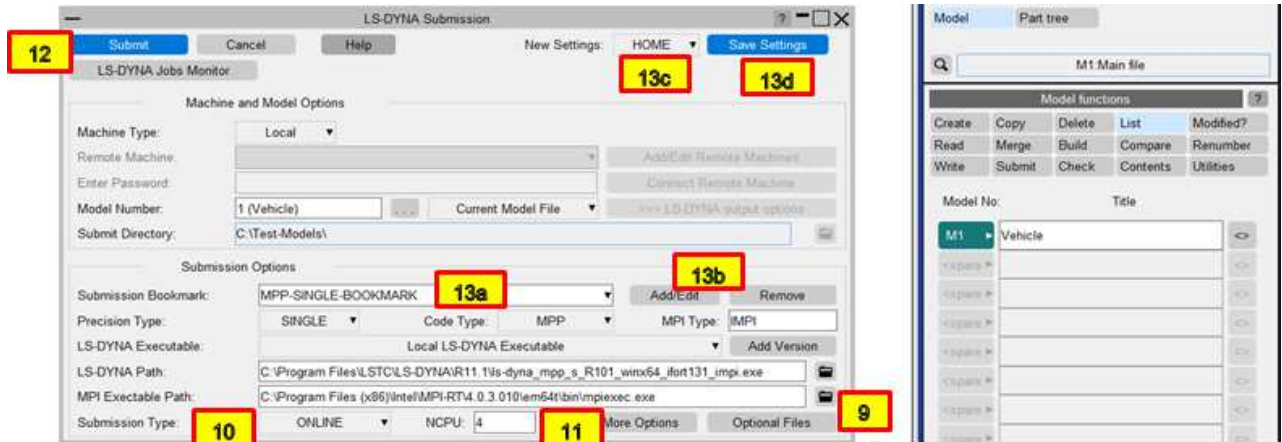 LS-DYNA Submission ?
12 Submit Cancel Help New Settings: HOME Save Settings
LS-DYNA Jobs Monitor 13c 13d
Machine and Model Options
Machine Type: Local
Remote Machine: Add/Edit Remote Machines
Enter Password: Connect Remote Machine
Model Number: 1 (Vehicle) ... Current Model File >>> LS-DYNA output options
Submit Directory: C:\Test-Models\
Submission Options
13b
Submission Bookmark: MPP-SINGLE-BOOKMARK 13a Add/Edit Remove
Precision Type: SINGLE Code Type: MPP MPI Type: IMPI
LS-DYNA Executable: Local LS-DYNA Executable Add Version
LS-DYNA Path: C:\Program Files\LSTC\LS-DYNA\R11.1\ls-dyna_mpp_s_R101_winx64_ifort131_impi.exe
MPI Exectable Path: C:\Program Files (x86)\Intel\MPI-RT\4.0.3.010\em64t\bin\mpiexec.exe
9
Submission Type: 10 ONLINE NCPU: 4 11 More Options Optional Files
Model Part tree
M1:Main file
Model functions ?
Create Copy Delete List Modified?
Read Merge Build Compare Renumber
Write Submit Check Contents Utilities
Model No: Title
M1 Vehicle <>
<spare <>
<spare <>
<spare <>
<spare <>
<spare <>
<spare <>
<spare <>